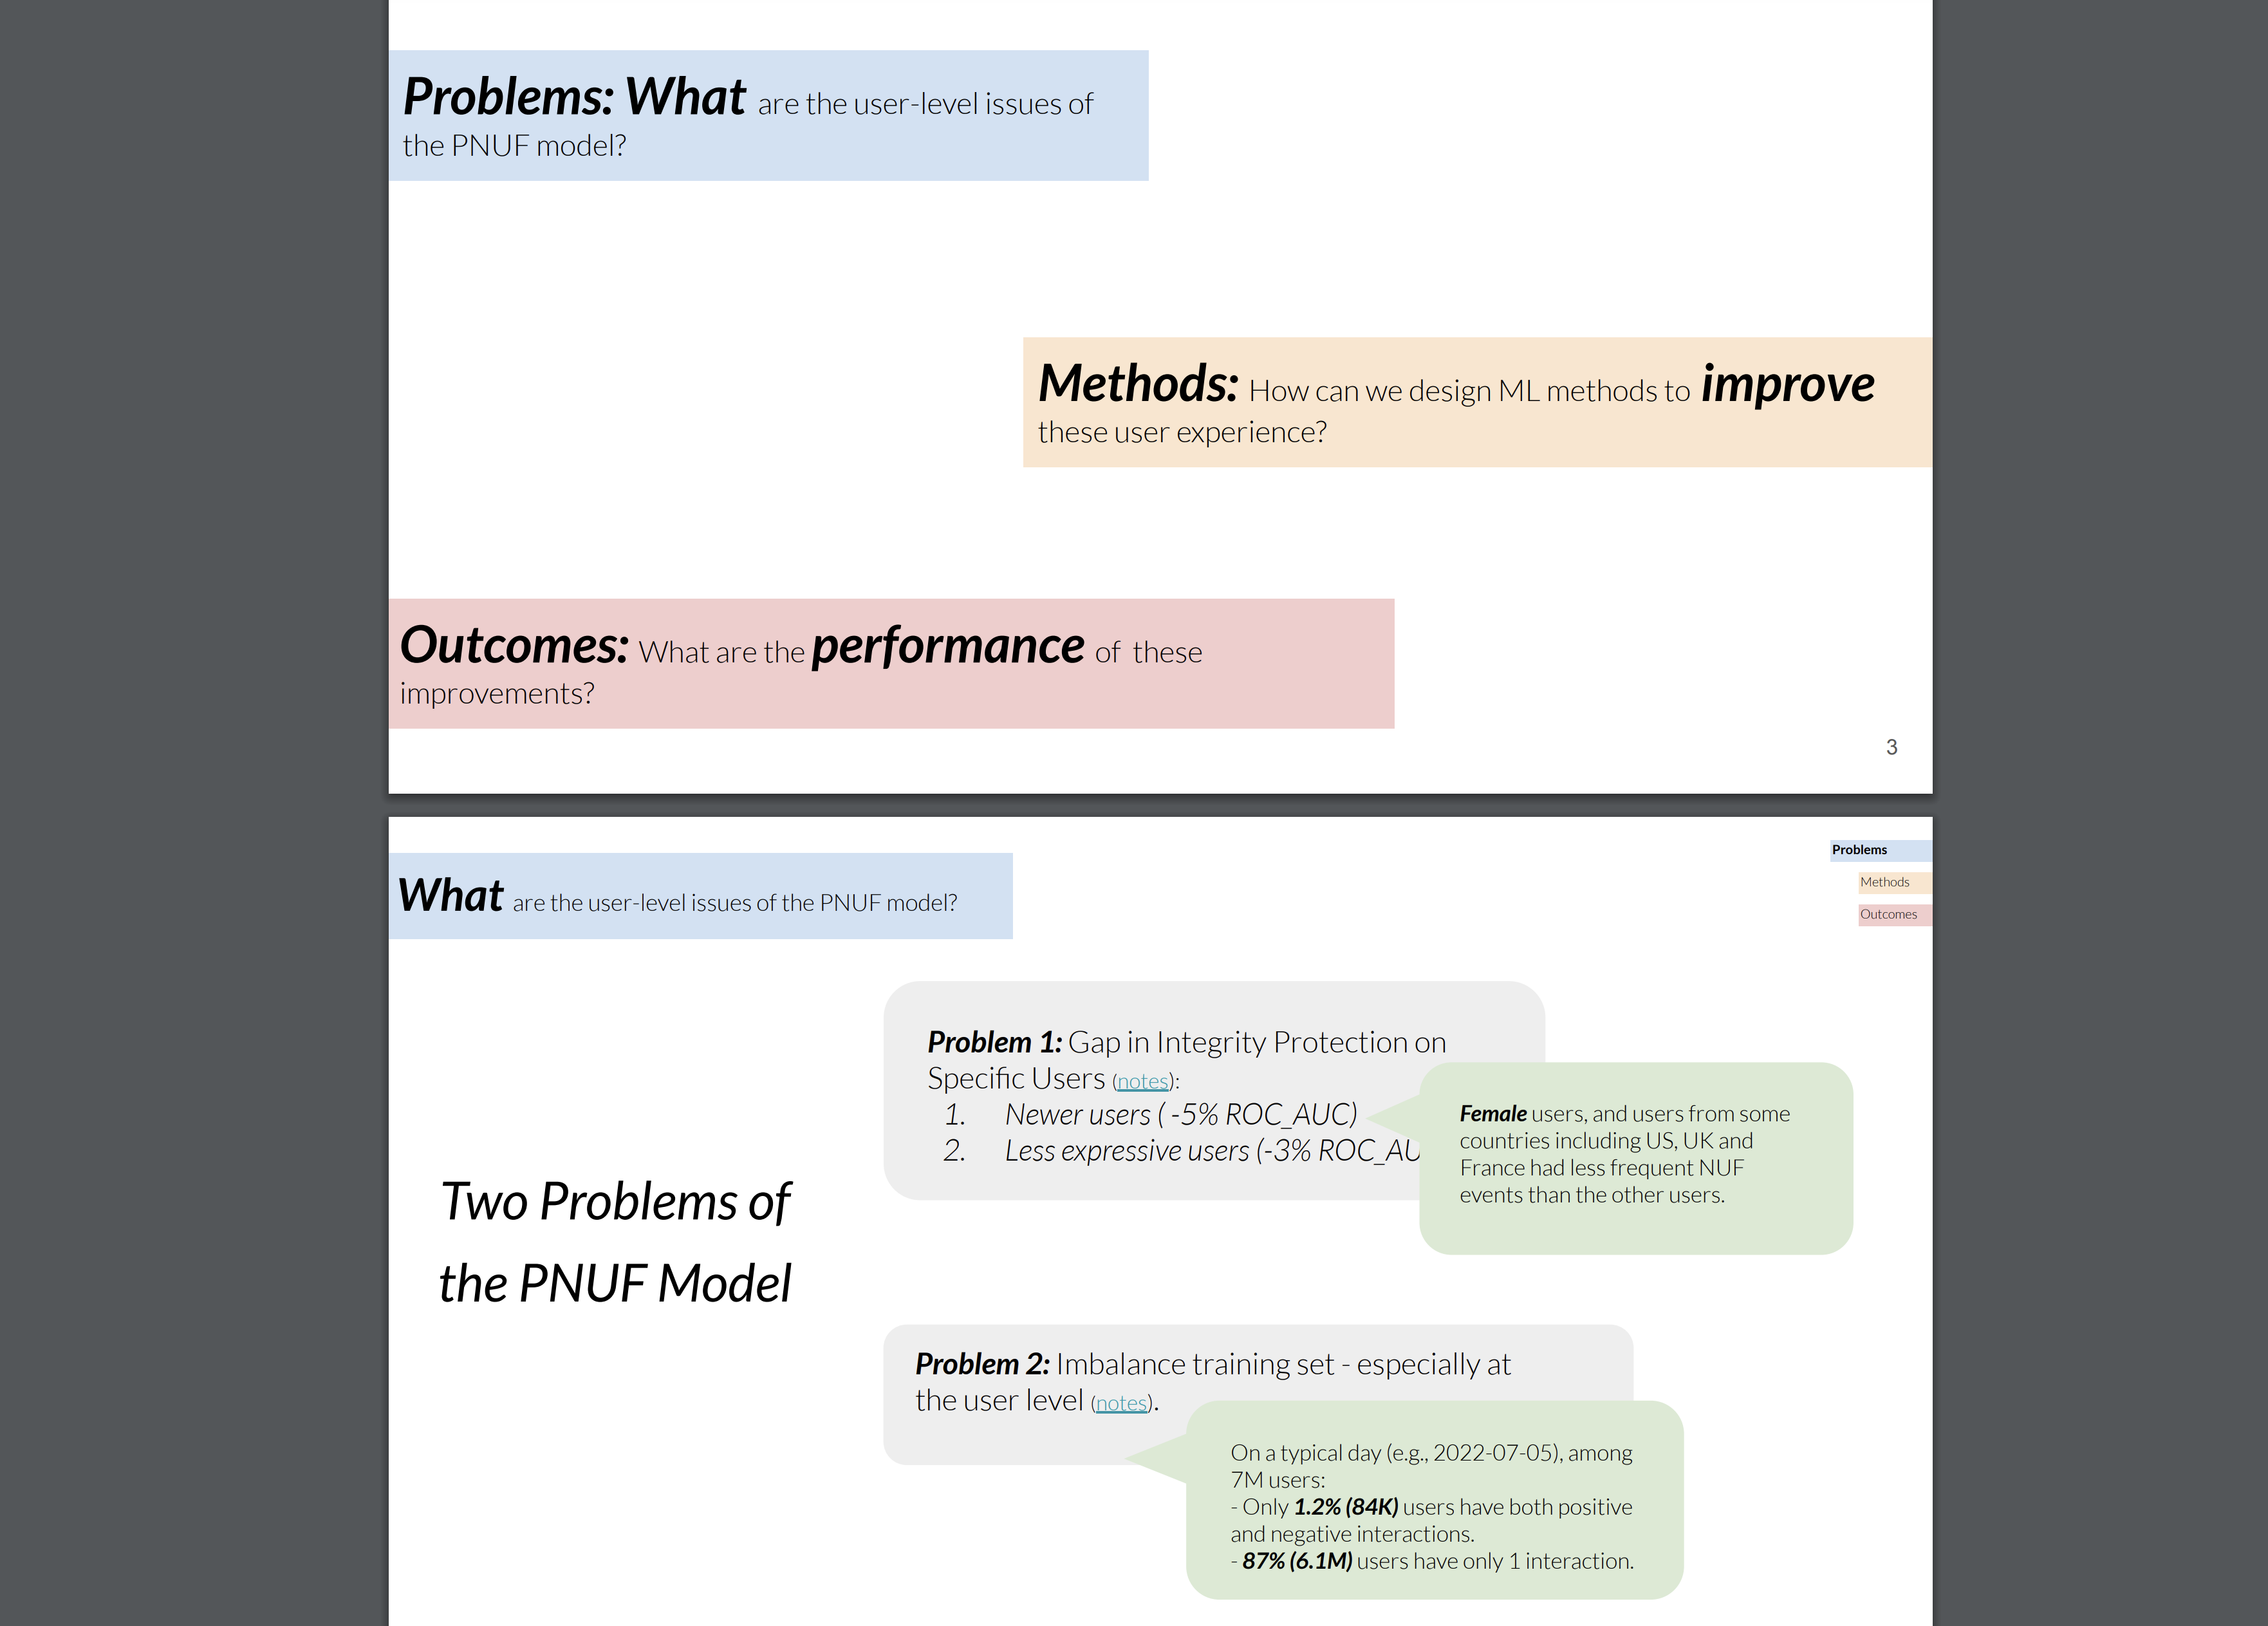 Problems: What are the user-level issues of
the PNUF model?
Methods: How can we design ML methods to improve
these user experience?
Outcomes: What are the performance of these
improvements?
3
What are the user-level issues of the PNUF model?
Problems
Methods
Outcomes
Two Problems of
the PNUF Model
Problem 1: Gap in Integrity Protection on
Specific Users (notes):
1. Newer users ( -5% ROC_AUC)
2. Less expressive users (-3% ROC_AU
Female users, and users from some
countries including US, UK and
France had less frequent NUF
events than the other users.
Problem 2: Imbalance training set - especially at
the user level (notes).
On a typical day (e.g., 2022-07-05), among
7M users:
- Only 1.2% (84K) users have both positive
and negative interactions.
- 87% (6.1M) users have only 1 interaction.